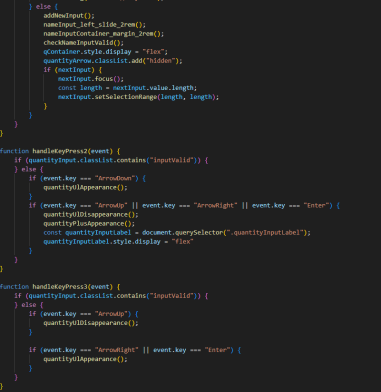 } else {
addNewInput();
nameInput_left_slide_2rem();
nameInputContainer_margin_2rem();
checkNameInputValid();
qContainer.style.display = "flex";
quantityArrow.classList.add("hidden");
if (nextInput) {
nextInput.focus();
const length = nextInput.value.length;
nextInput.setSelectionRange(length, length);
}
}
}
}
function handleKeyPress2(event) {
if (quantityInput.classList.contains("inputValid")) {
} else {
if (event.key === "ArrowDown") {
quantityUlAppearance();
}
if (event.key === "ArrowUp" || event.key === "ArrowRight" || event.key === "Enter") {
quantityUlDisappearance();
quantityPlusAppearance();
const quantityInputLabel = document.querySelector(".quantityInputLabel");
quantityInputLabel.style.display = "flex"
}
}
}
function handleKeyPress3(event) {
if (quantityInput.classList.contains("inputValid")) {
} else {
if (event.key === "ArrowUp") {
quantityUlDisappearance();
}
if (event.key === "ArrowRight" || event.key === "Enter") {
quantityUlAppearance();
}
}
}